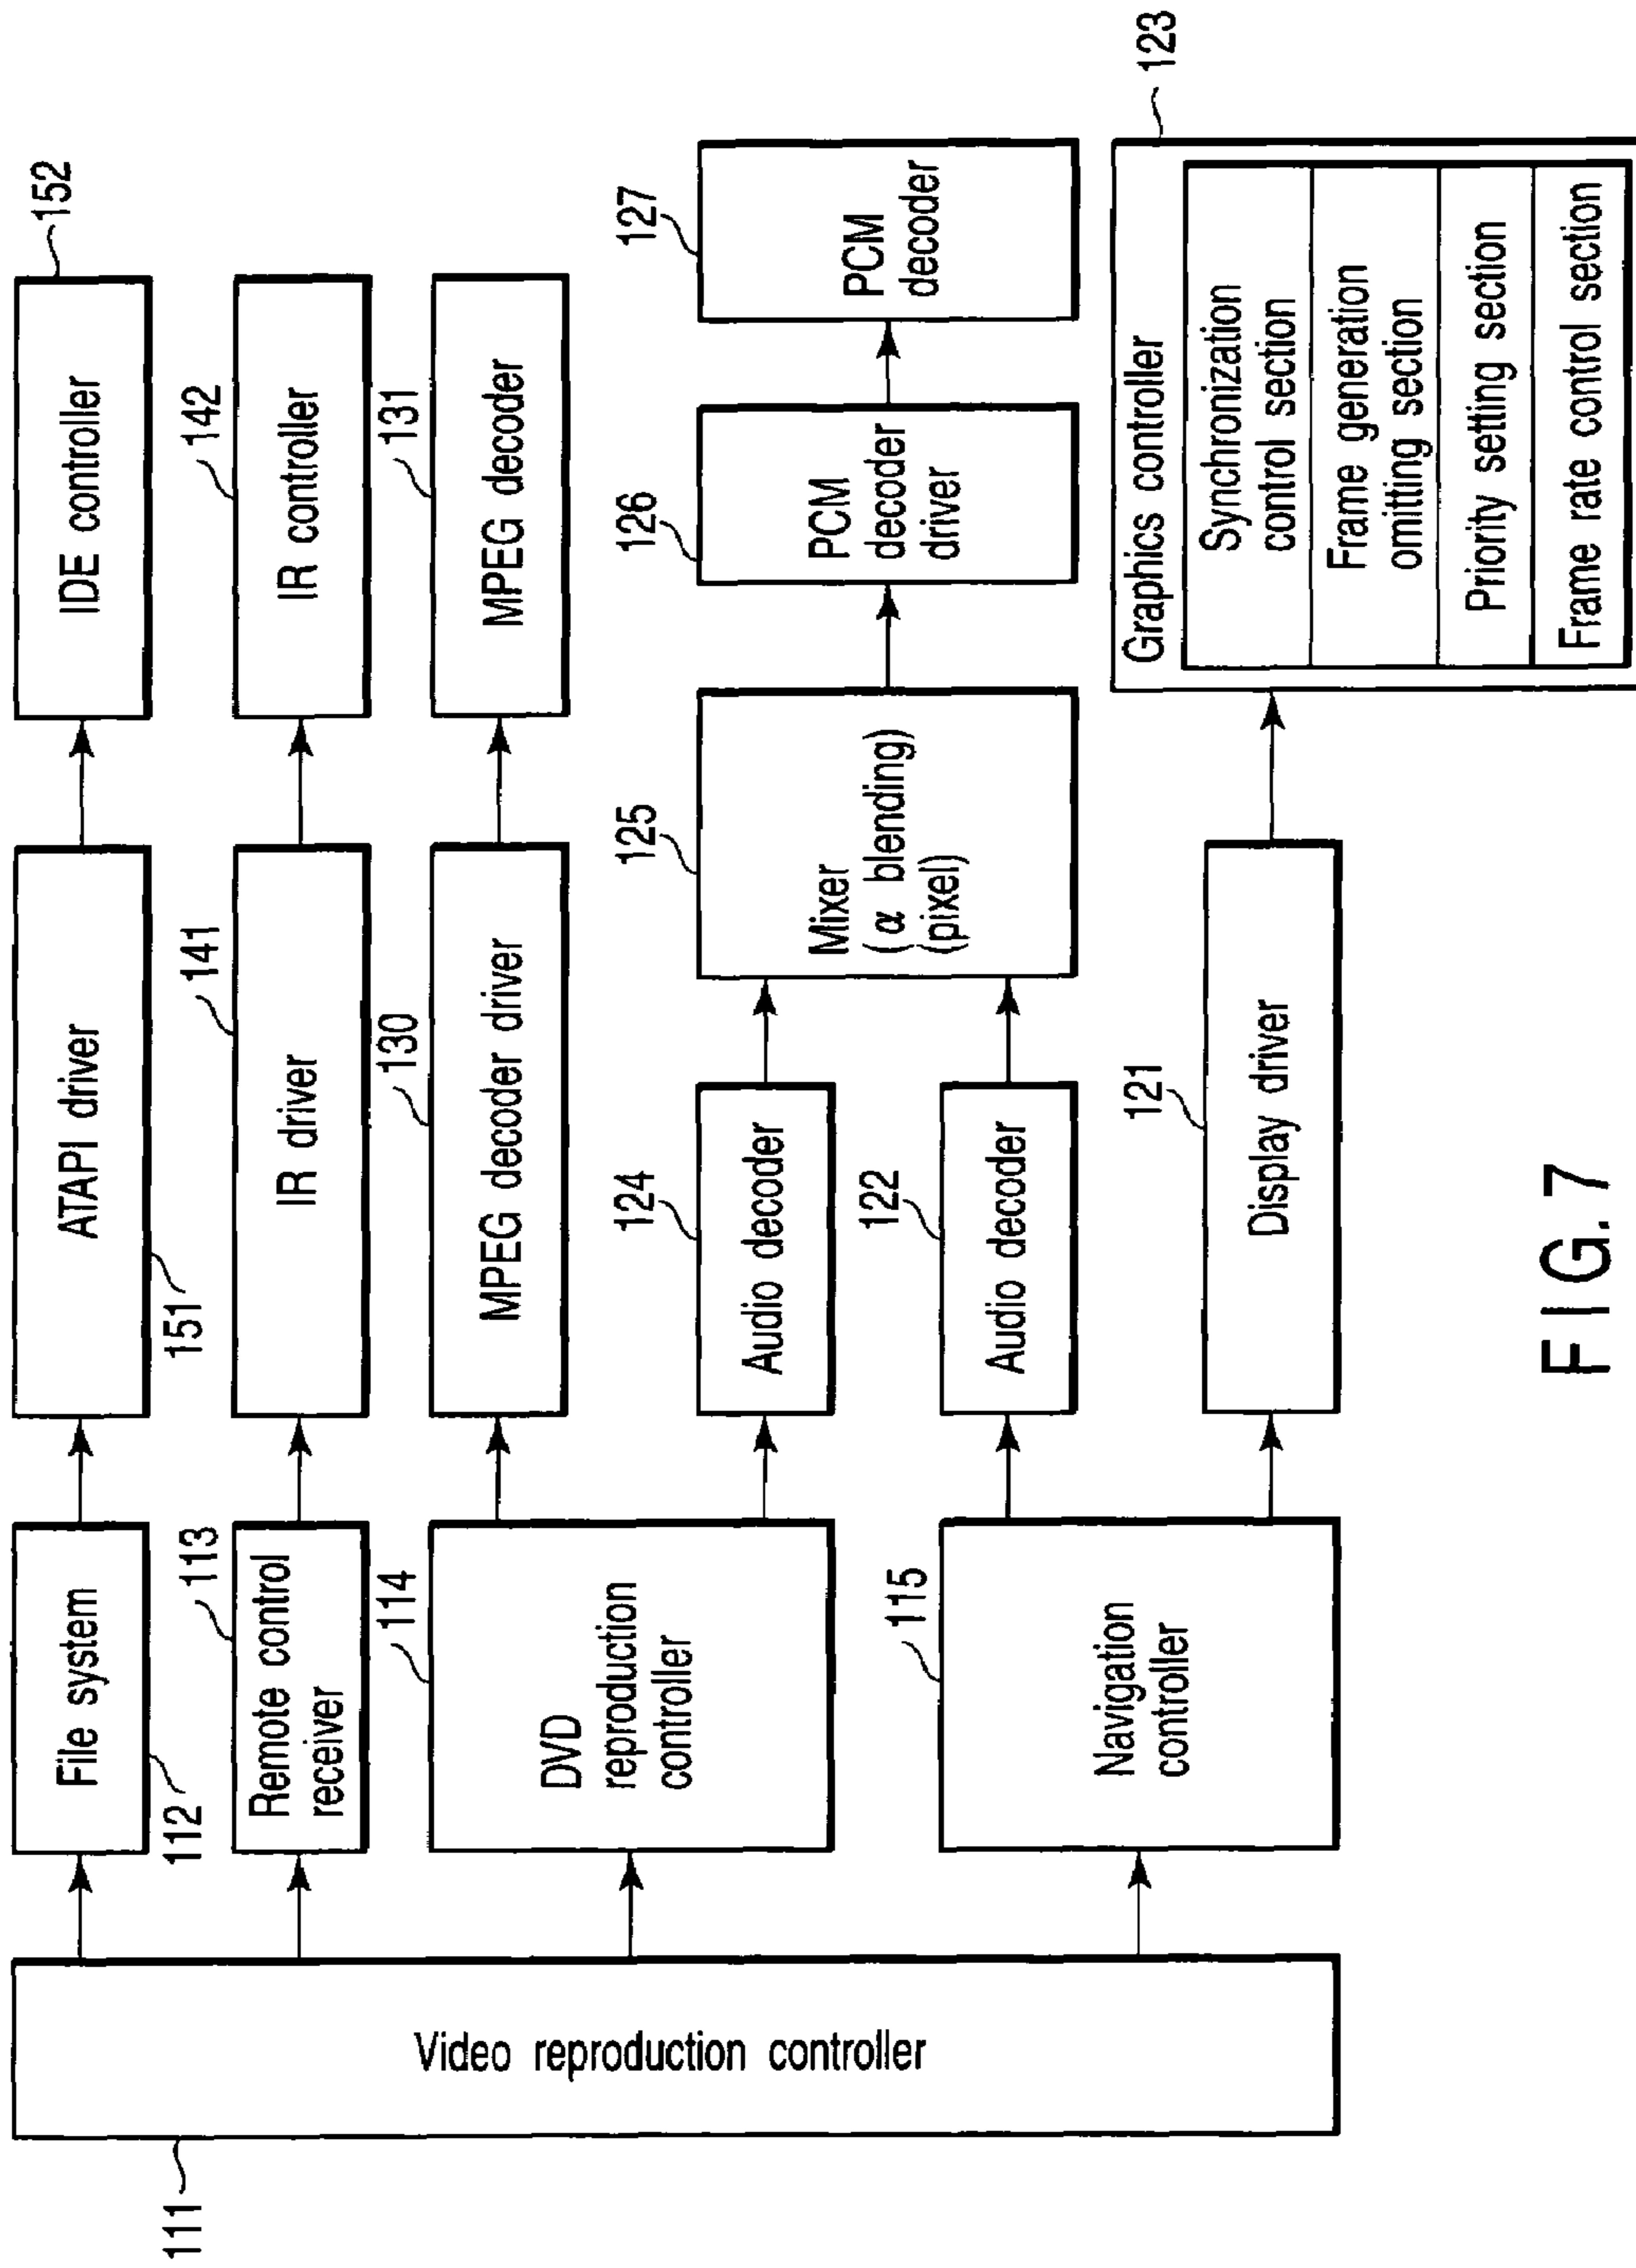 111
Video reproduction controller
File system
112
ATAPI driver
151
IDE controller
152
Remote control
receiver
113
IR driver
141
IR controller
142
DVD
reproduction
controller
114
MPEG decoder driver
130
MPEG decoder
131
Audio decoder
124
Navigation
controller
115
Audio decoder
122
Mixer
(α blending)
(pixel)
125
PCM
decoder
driver
126
PCM
decoder
127
Display driver
121
Graphics controller
123
Synchronization
control section
Frame generation
omitting section
Priority setting section
Frame rate control section
FIG. 7